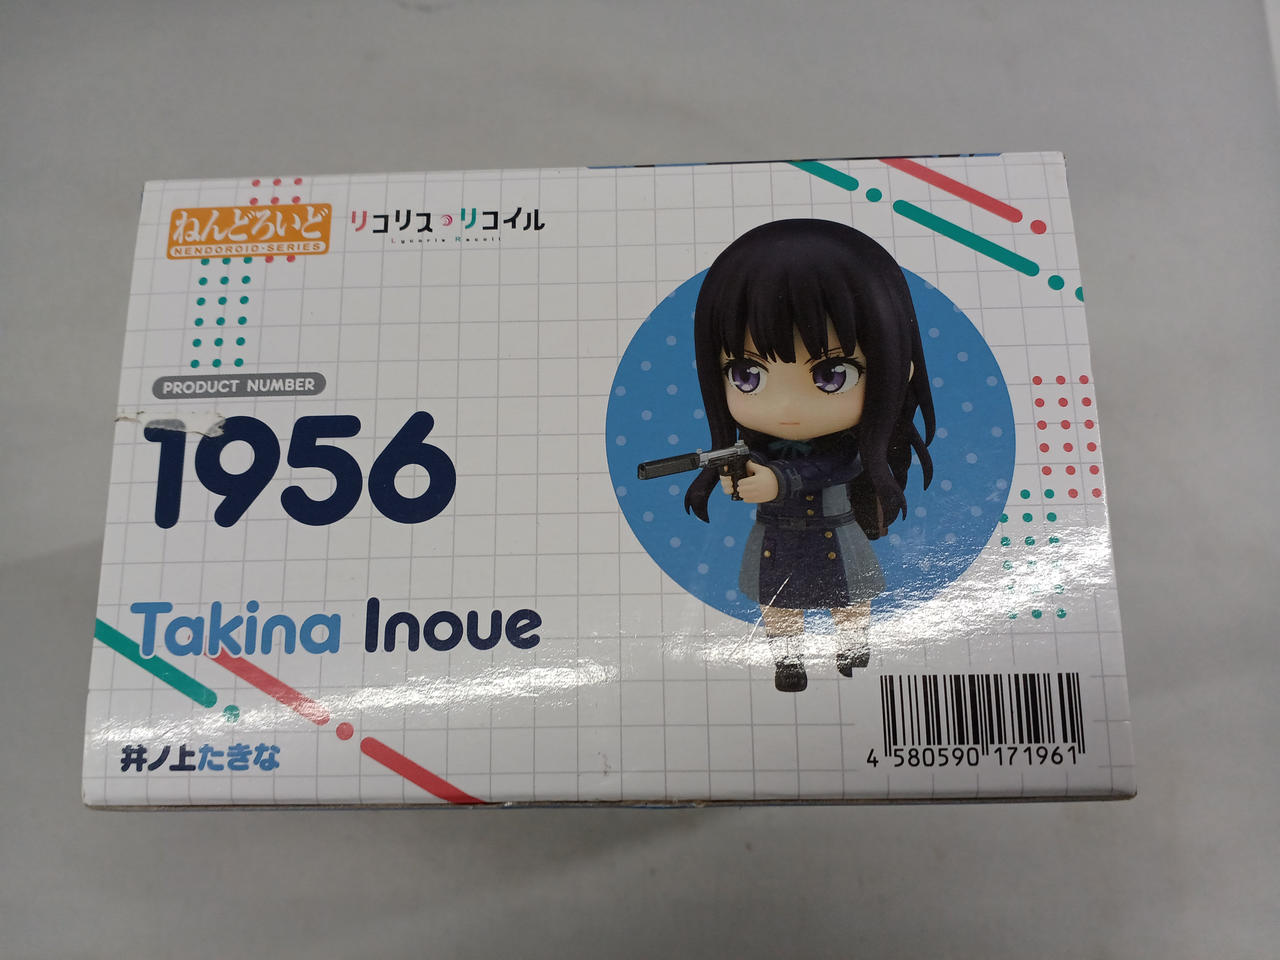 ねんどろいど
NENDOROID·SERIES
リコリス リコイル
Lycoris Recoil
PRODUCT NUMBER
1956
Takina Inoue
井ノ上たきな
4 580590 171961